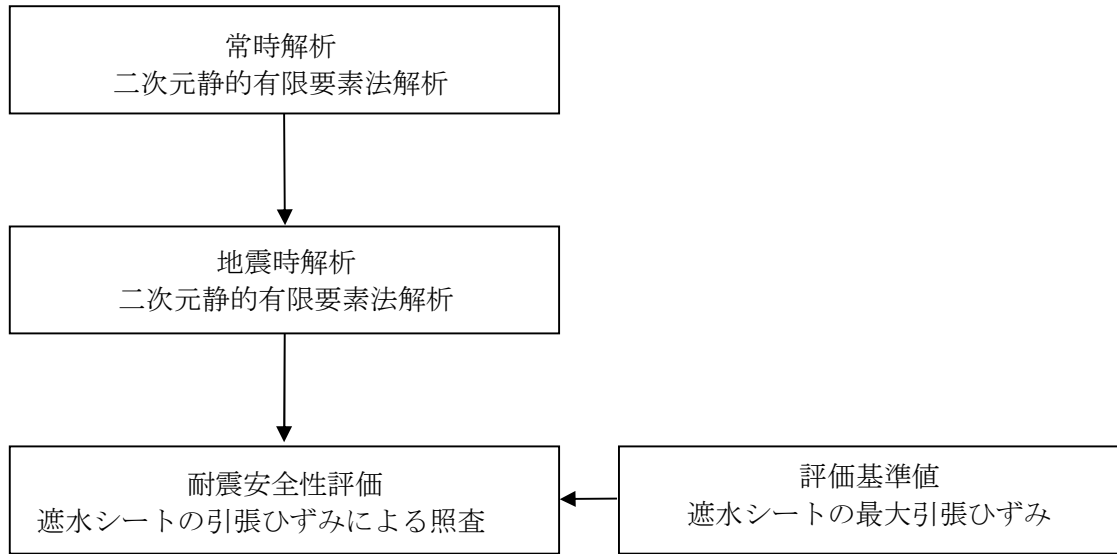 常時解析
二次元静的有限要素法解析
地震時解析
二次元静的有限要素法解析
耐震安全性評価
遮水シートの引張ひずみによる照査
評価基準値
遮水シートの最大引張ひずみ